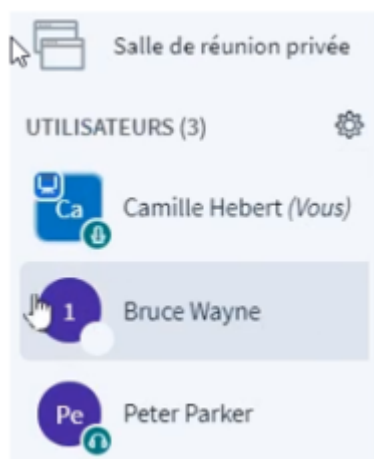 Salle de réunion privée
UTILISATEURS (3)
Ca Camille Hebert (Vous)
1 Bruce Wayne
Pe Peter Parker